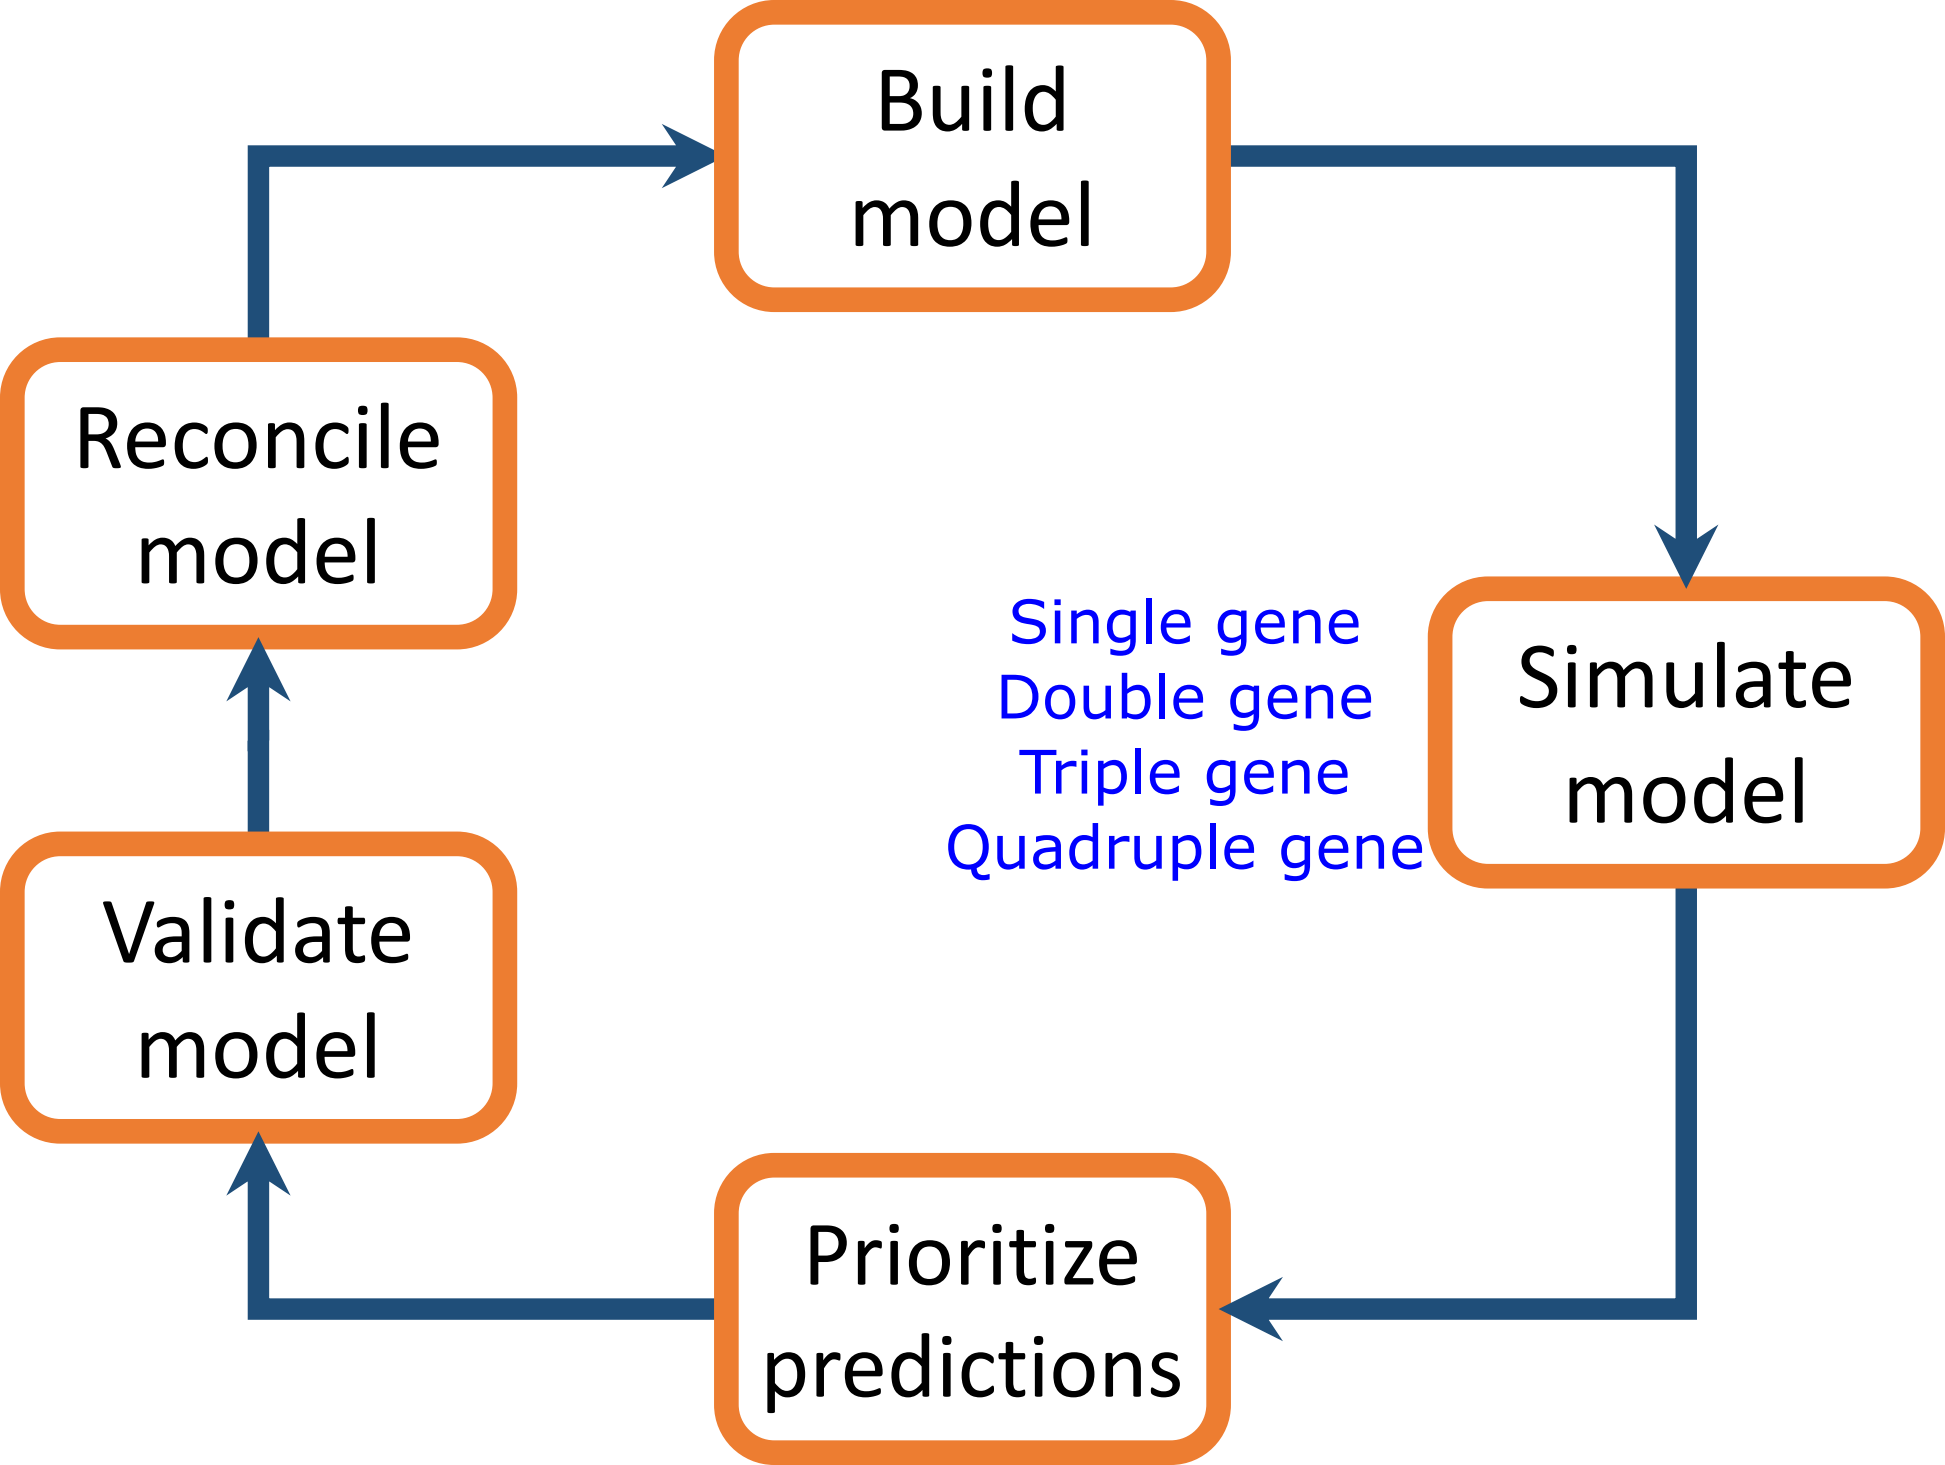 Build
model
Reconcile
model
Single gene
Double gene
Triple gene
Quadruple gene
Simulate
model
Validate
model
Prioritize
predictions